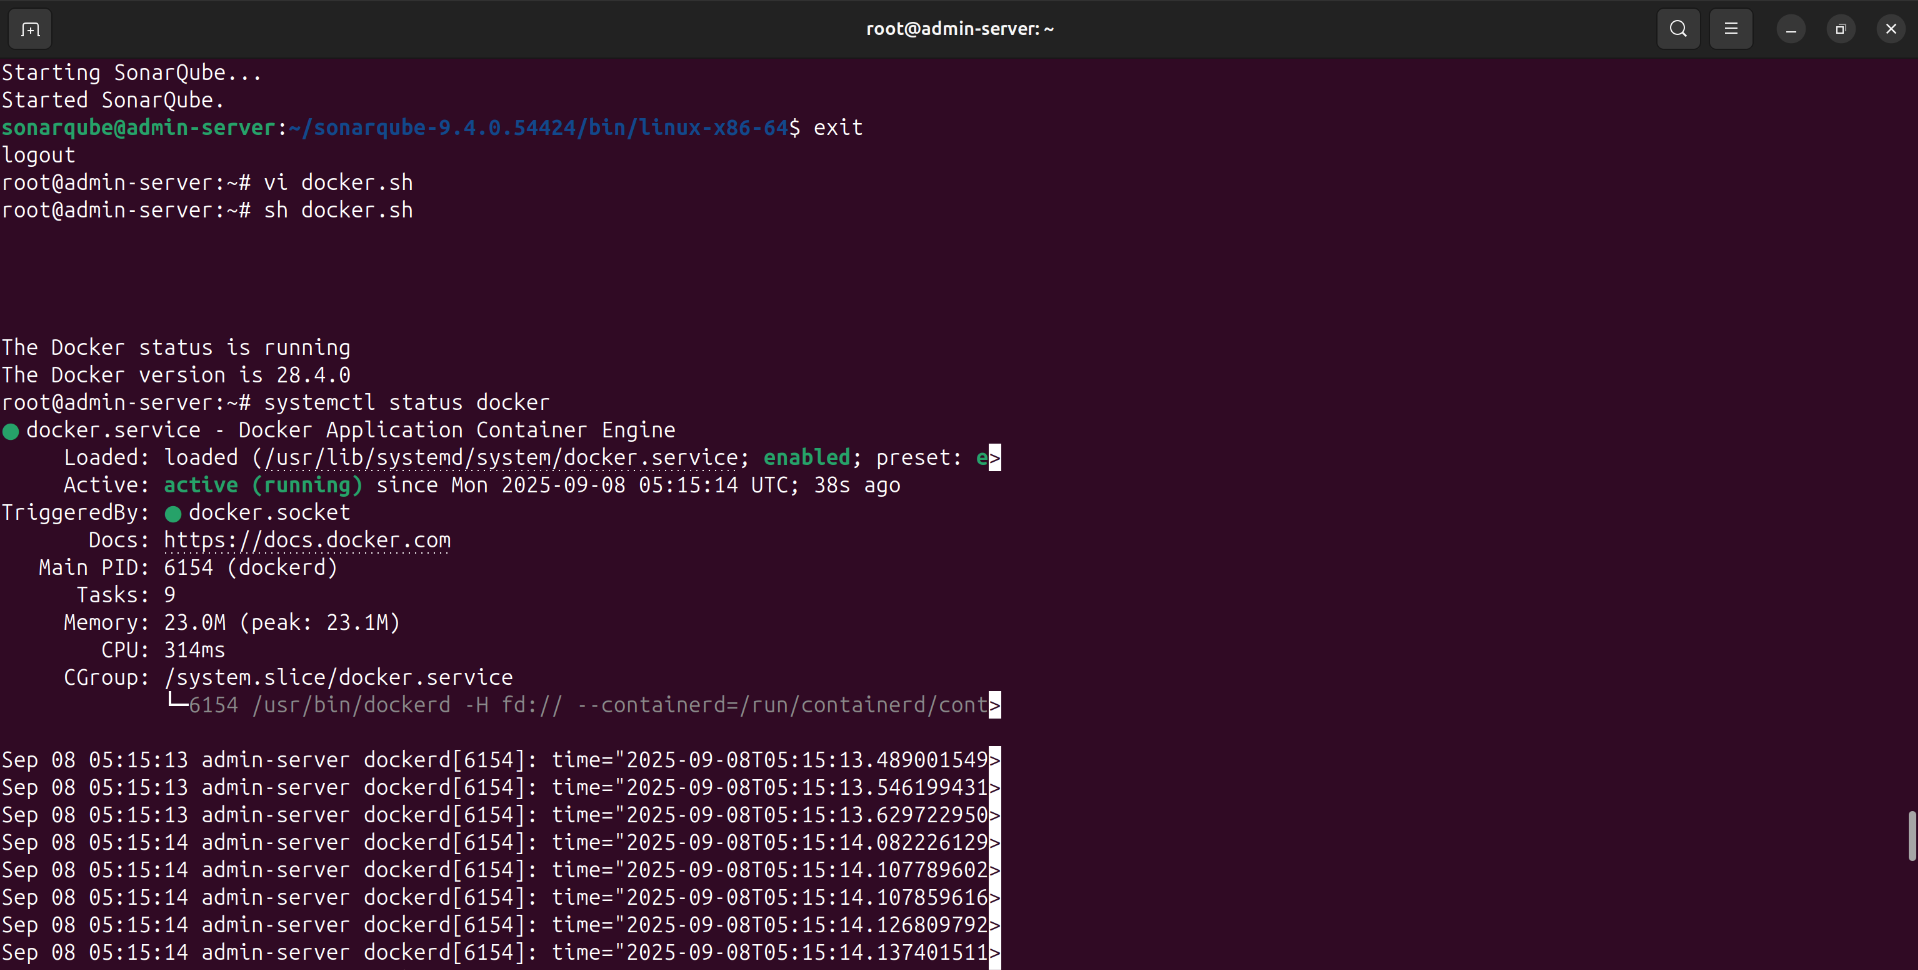 root@admin-server: ~
Starting SonarQube...
Started SonarQube.
sonarqube@admin-server:~/sonarqube-9.4.0.54424/bin/linux-x86-64$ exit
logout
root@admin-server:~# vi docker.sh
root@admin-server:~# sh docker.sh
The Docker status is running
The Docker version is 28.4.0
root@admin-server:~# systemctl status docker
● docker.service - Docker Application Container Engine
Loaded: loaded (/usr/lib/systemd/system/docker.service; enabled; preset: e>
Active: active (running) since Mon 2025-09-08 05:15:14 UTC; 38s ago
TriggeredBy: ● docker.socket
Docs: https://docs.docker.com
Main PID: 6154 (dockerd)
Tasks: 9
Memory: 23.0M (peak: 23.1M)
CPU: 314ms
CGroup: /system.slice/docker.service
└─6154 /usr/bin/dockerd -H fd:// --containerd=/run/containerd/cont>
Sep 08 05:15:13 admin-server dockerd[6154]: time="2025-09-08T05:15:13.489001549>
Sep 08 05:15:13 admin-server dockerd[6154]: time="2025-09-08T05:15:13.546199431>
Sep 08 05:15:13 admin-server dockerd[6154]: time="2025-09-08T05:15:13.629722950>
Sep 08 05:15:14 admin-server dockerd[6154]: time="2025-09-08T05:15:14.082226129>
Sep 08 05:15:14 admin-server dockerd[6154]: time="2025-09-08T05:15:14.107789602>
Sep 08 05:15:14 admin-server dockerd[6154]: time="2025-09-08T05:15:14.107859616>
Sep 08 05:15:14 admin-server dockerd[6154]: time="2025-09-08T05:15:14.126809792>
Sep 08 05:15:14 admin-server dockerd[6154]: time="2025-09-08T05:15:14.137401511>